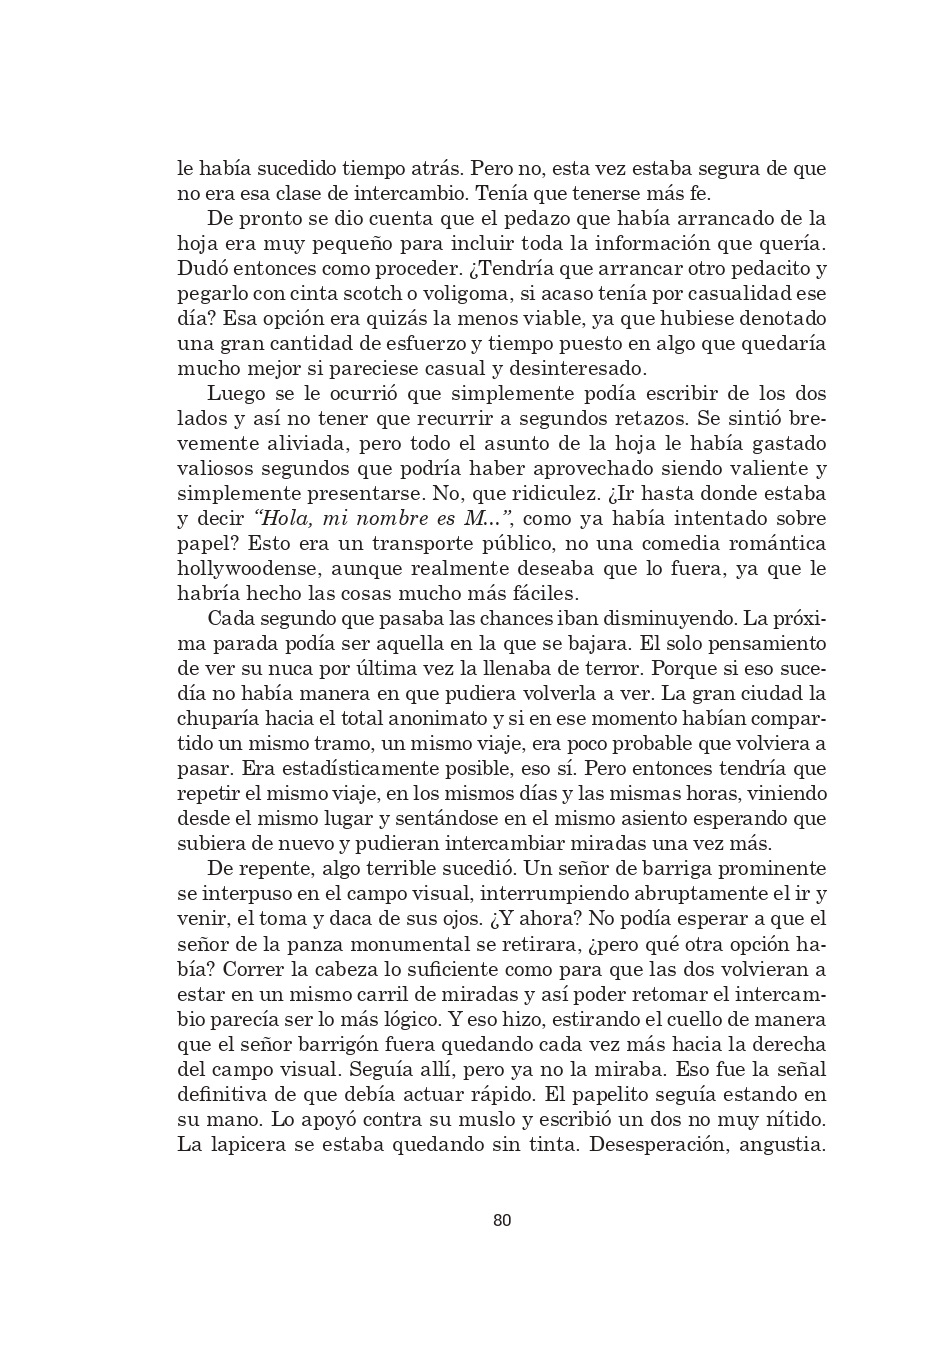 le había sucedido tiempo atrás. Pero no, esta vez estaba segura de que
no era esa clase de intercambio. Tenía que tenerse más fe.
De pronto se dio cuenta que el pedazo que había arrancado de la
hoja era muy pequeño para incluir toda la información que quería.
Dudó entonces como proceder. ¿Tendría que arrancar otro pedacito y
pegarlo con cinta scotch o voligoma, si acaso tenía por casualidad ese
día? Esa opción era quizás la menos viable, ya que hubiese denotado
una gran cantidad de esfuerzo y tiempo puesto en algo que quedaría
mucho mejor si pareciese casual y desinteresado.
Luego se le ocurrió que simplemente podía escribir de los dos
lados y así no tener que recurrir a segundos retazos. Se sintió bre-
vemente aliviada, pero todo el asunto de la hoja le había gastado
valiosos segundos que podría haber aprovechado siendo valiente y
simplemente presentarse. No, que ridiculez. ¿Ir hasta donde estaba
y decir “Hola, mi nombre es M...”, como ya había intentado sobre
papel? Esto era un transporte público, no una comedia romántica
hollywoodense, aunque realmente deseaba que lo fuera, ya que le
habría hecho las cosas mucho más fáciles.
Cada segundo que pasaba las chances iban disminuyendo. La próxi-
ma parada podía ser aquella en la que se bajara. El solo pensamiento
de ver su nuca por última vez la llenaba de terror. Porque si eso suce-
día no había manera en que pudiera volverla a ver. La gran ciudad la
chuparía hacia el total anonimato y si en ese momento habían compar-
tido un mismo tramo, un mismo viaje, era poco probable que volviera a
pasar. Era estadísticamente posible, eso sí. Pero entonces tendría que
repetir el mismo viaje, en los mismos días y las mismas horas, viniendo
desde el mismo lugar y sentándose en el mismo asiento esperando que
subiera de nuevo y pudieran intercambiar miradas una vez más.
De repente, algo terrible sucedió. Un señor de barriga prominente
se interpuso en el campo visual, interrumpiendo abruptamente el ir y
venir, el toma y daca de sus ojos. ¿Y ahora? No podía esperar a que el
señor de la panza monumental se retirara, ¿pero qué otra opción ha-
bía? Correr la cabeza lo suficiente como para que las dos volvieran a
estar en un mismo carril de miradas y así poder retomar el intercam-
bio parecía ser lo más lógico. Y eso hizo, estirando el cuello de manera
que el señor barrigón fuera quedando cada vez más hacia la derecha
del campo visual. Seguía allí, pero ya no la miraba. Eso fue la señal
definitiva de que debía actuar rápido. El papelito seguía estando en
su mano. Lo apoyó contra su muslo y escribió un dos no muy nítido.
La lapicera se estaba quedando sin tinta. Desesperación, angustia.
80